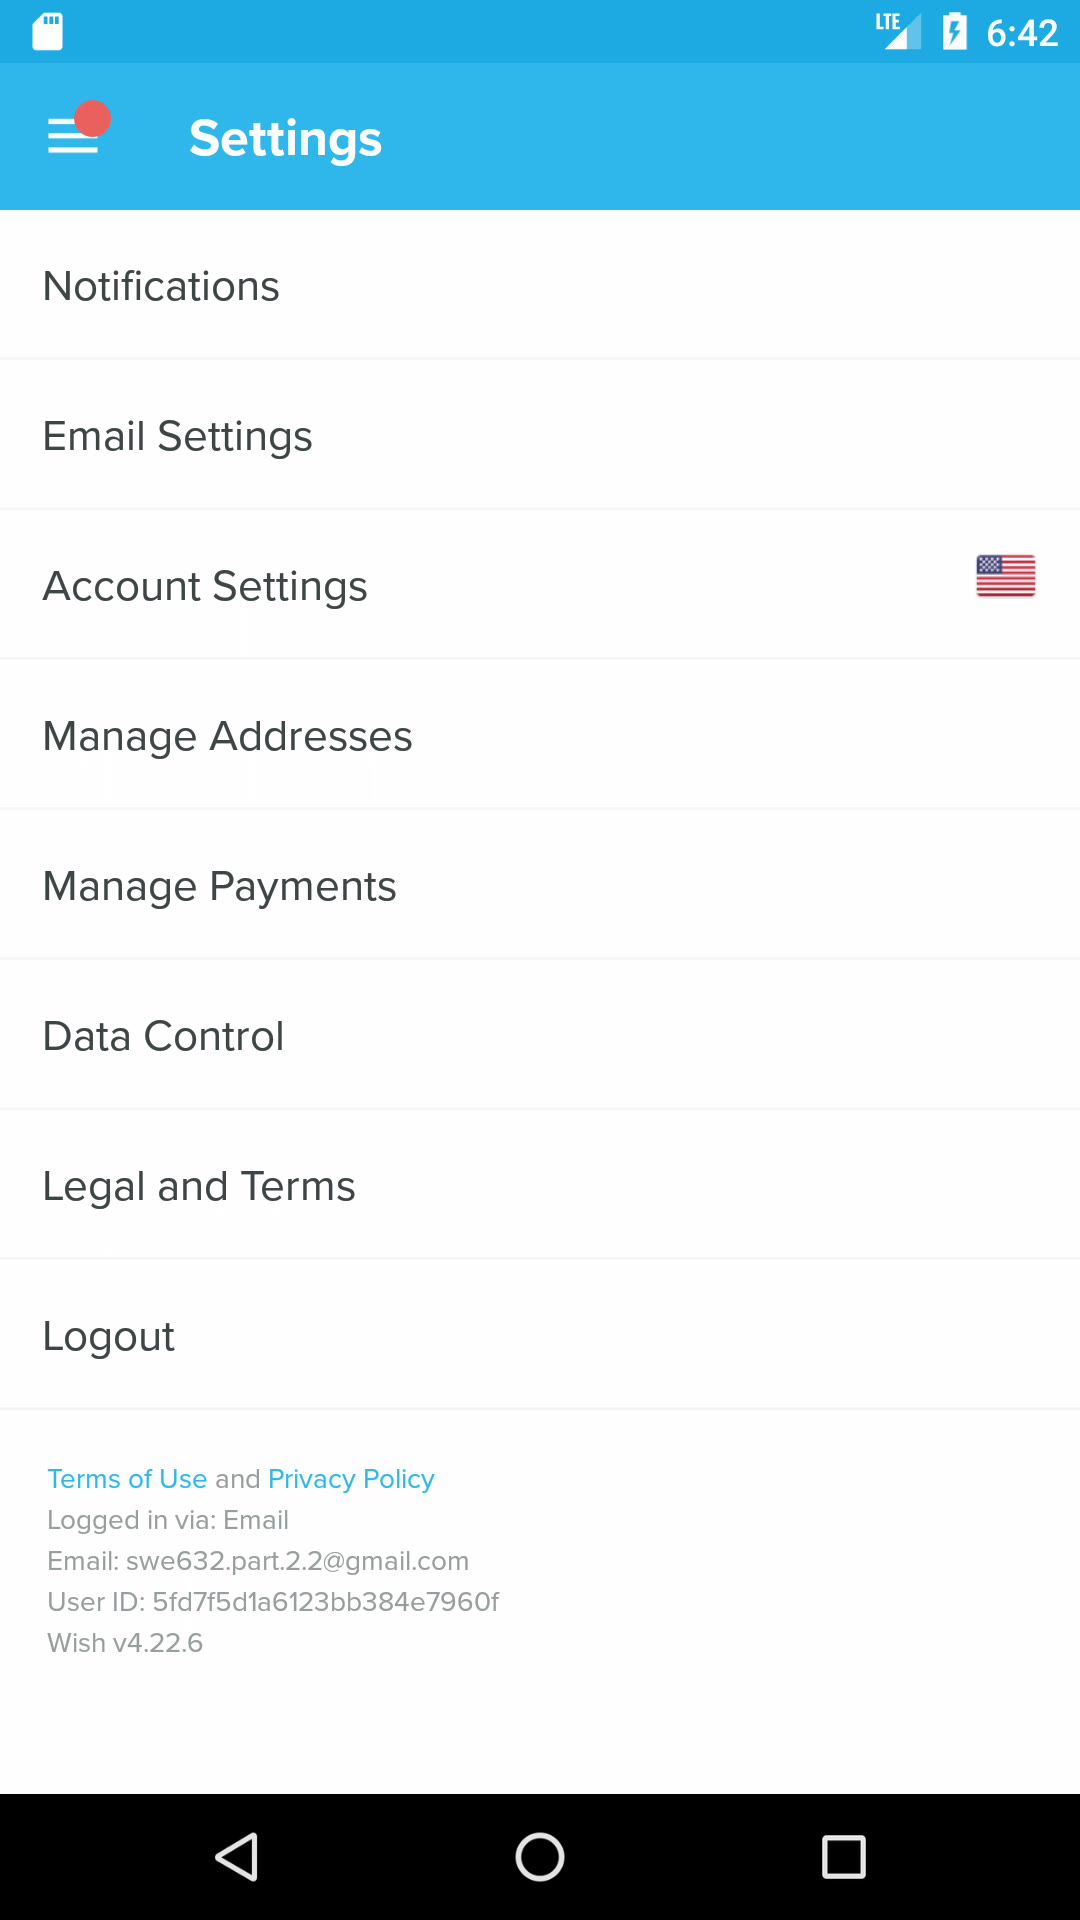 LTE 6:42
Settings
Notifications
Email Settings
Account Settings
Manage Addresses
Manage Payments
Data Control
Legal and Terms
Logout
Terms of Use and Privacy Policy
Logged in via: Email
Email: swe632.part.2.2@gmail.com
User ID: 5fd7f5d1a6123bb384e7960f
Wish v4.22.6